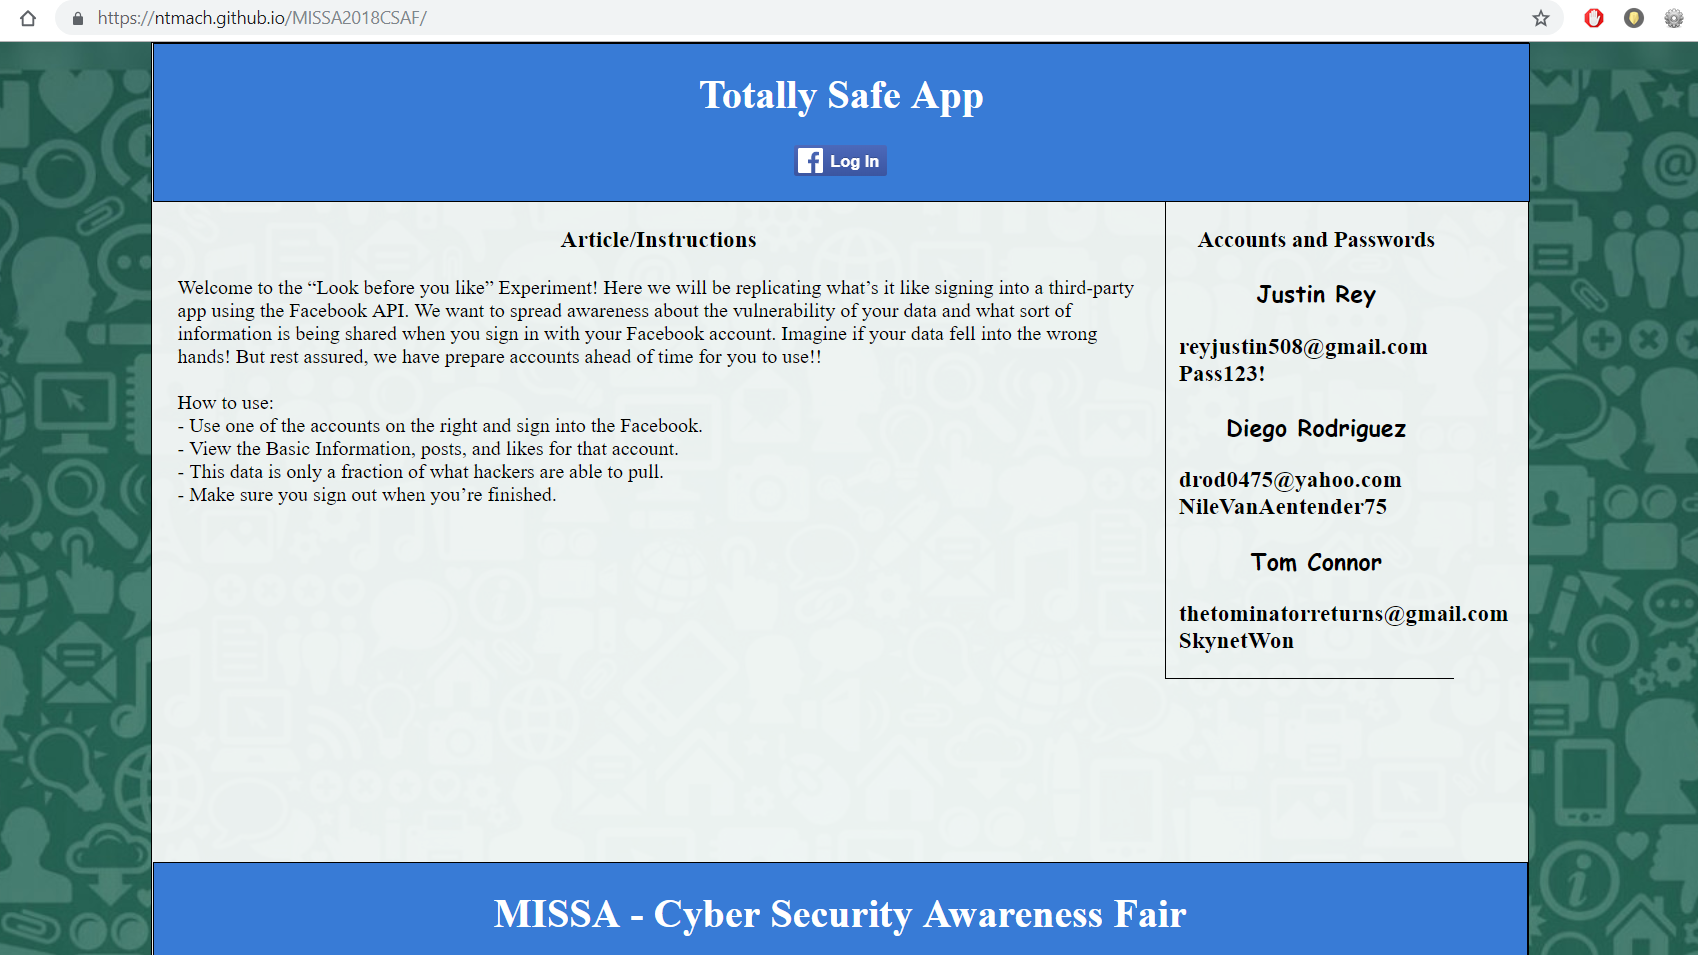 https://ntmach.github.io/MISSA2018CSAF/
Totally Safe App
f Log In
Article/Instructions
Welcome to the “Look before you like” Experiment! Here we will be replicating what’s it like signing into a third-party
app using the Facebook API. We want to spread awareness about the vulnerability of your data and what sort of
information is being shared when you sign in with your Facebook account. Imagine if your data fell into the wrong
hands! But rest assured, we have prepare accounts ahead of time for you to use!!
How to use:
- Use one of the accounts on the right and sign into the Facebook.
- View the Basic Information, posts, and likes for that account.
- This data is only a fraction of what hackers are able to pull.
- Make sure you sign out when you’re finished.
Accounts and Passwords
Justin Rey
reyjustin508@gmail.com
Pass123!
Diego Rodriguez
drod0475@yahoo.com
NileVanAentender75
Tom Connor
thetominatorreturns@gmail.com
SkynetWon
MISSA - Cyber Security Awareness Fair